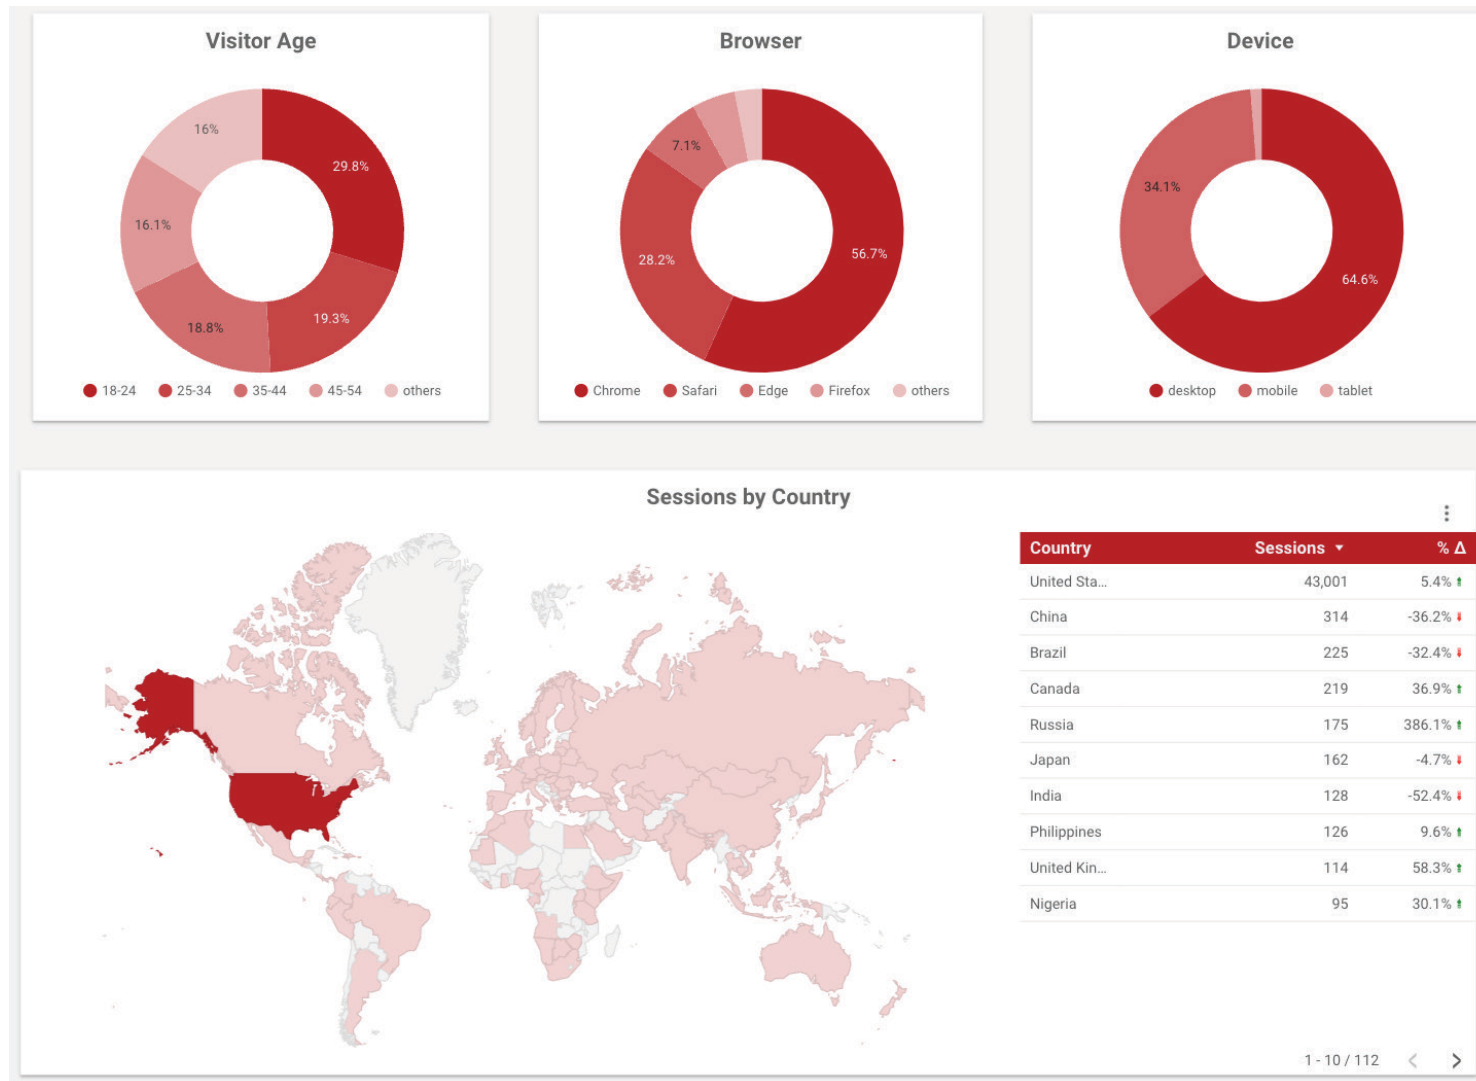 Visitor Age
16%
29.8%
16.1%
18.8%
19.3%
18-24 25-34 35-44 45-54 others
Browser
7.1%
28.2%
56.7%
Chrome Safari Edge Firefox others
Device
34.1%
64.6%
desktop mobile tablet
Sessions by Country
Country Sessions % Δ
United Sta... 43,001 5.4%
China 314 -36.2%
Brazil 225 -32.4%
Canada 219 36.9%
Russia 175 386.1%
Japan 162 -4.7%
India 128 -52.4%
Philippines 126 9.6%
United Kin... 114 58.3%
Nigeria 95 30.1%
1 - 10 / 112